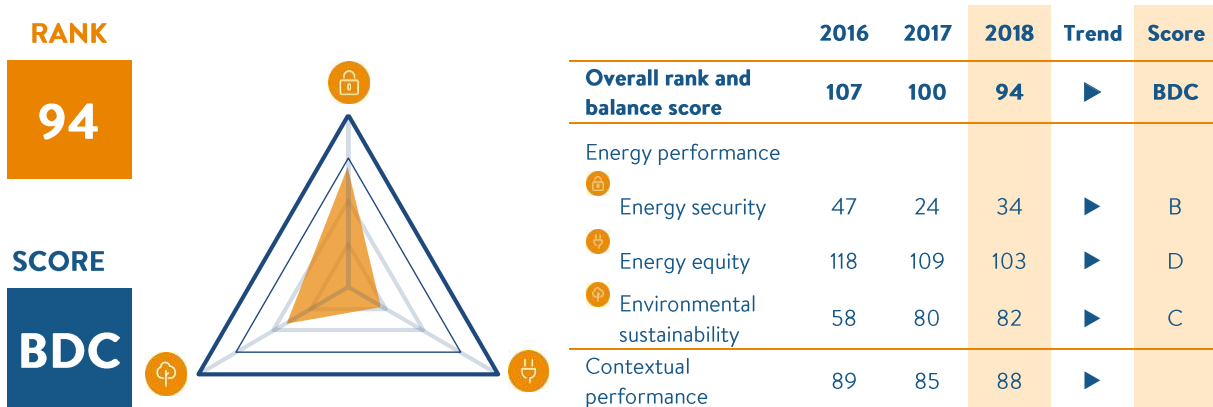 RANK
94
SCORE
BDC
2016 2017 2018 Trend Score
Overall rank and
balance score 107 100 94 BDC
Energy performance
Energy security 47 24 34 B
Energy equity 118 109 103 D
Environmental
sustainability 58 80 82 C
Contextual
performance 89 85 88